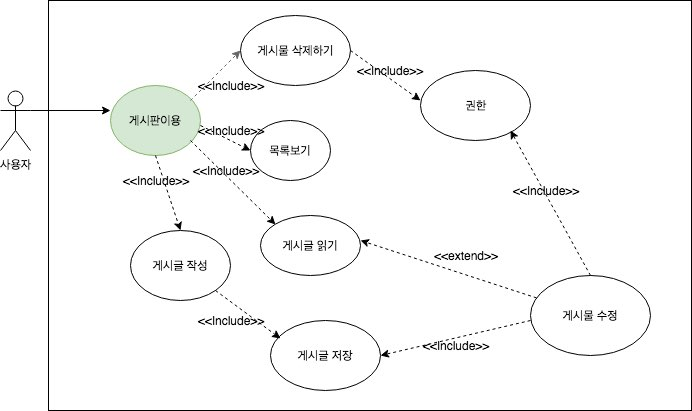 게시물 삭제하기
<<Include>>
<<Include>>
권한
게시판이용
<<Include>>
목록보기
사용자
<<Include>>
<<Include>>
<<Include>>
게시글 읽기
<<extend>>
게시글 작성
게시물 수정
<<Include>>
<<Include>>
게시글 저장